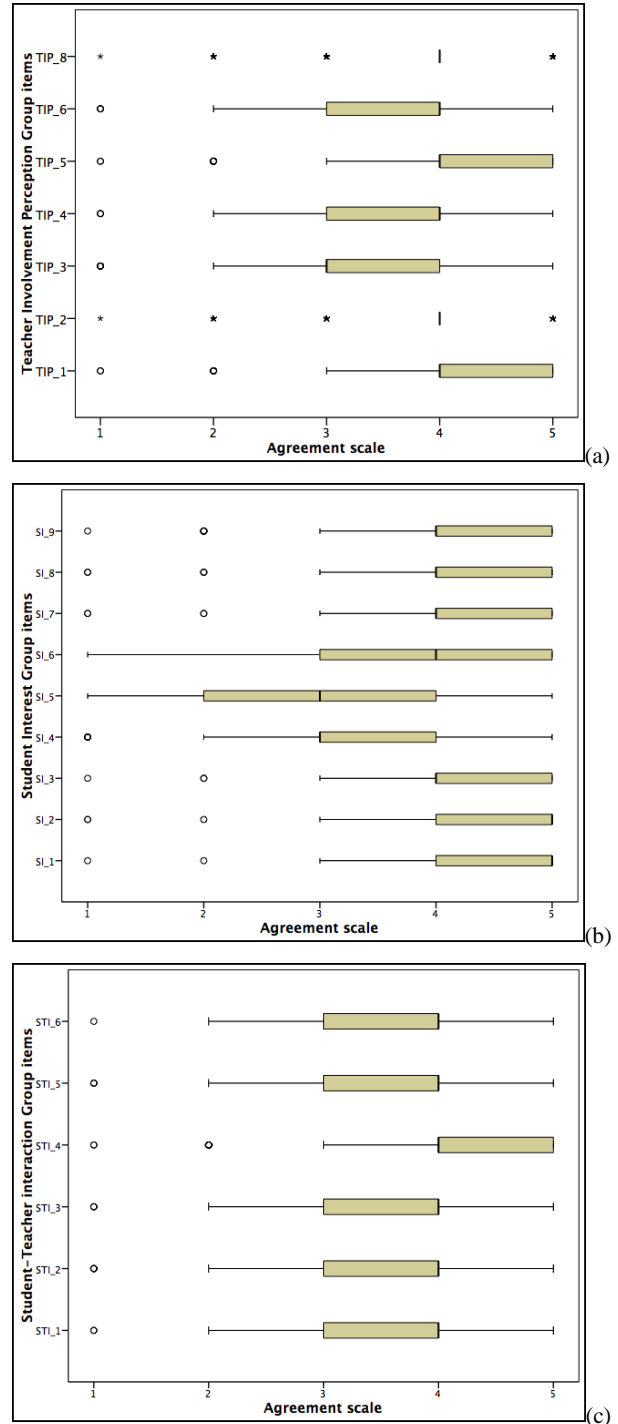 Teacher Involvement Perception Group items
TIP_8
TIP_6
TIP_5
TIP_4
TIP_3
TIP_2
TIP_1
1 2 3 4 5
Agreement scale
(a)
Student Interest Group items
SI_9
SI_8
SI_7
SI_6
SI_5
SI_4
SI_3
SI_2
SI_1
1 2 3 4 5
Agreement scale
(b)
Student-Teacher interaction Group items
STI_6
STI_5
STI_4
STI_3
STI_2
STI_1
1 2 3 4 5
Agreement scale
(c)